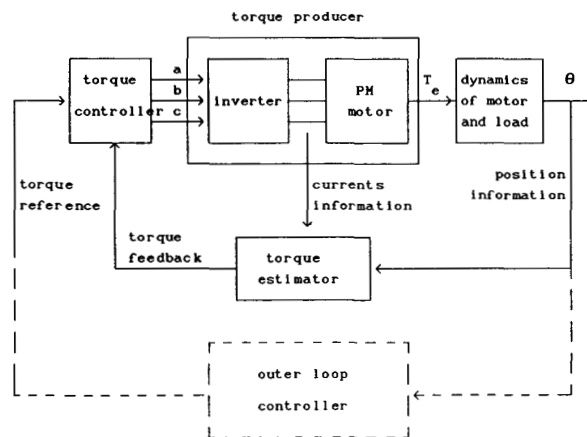 torque producer
torque
controller
a
b
c
inverter
PM
motor
T
e
dynamics
of motor
and load
θ
torque
reference
currents
information
position
information
torque
feedback
torque
estimator
outer loop
controller